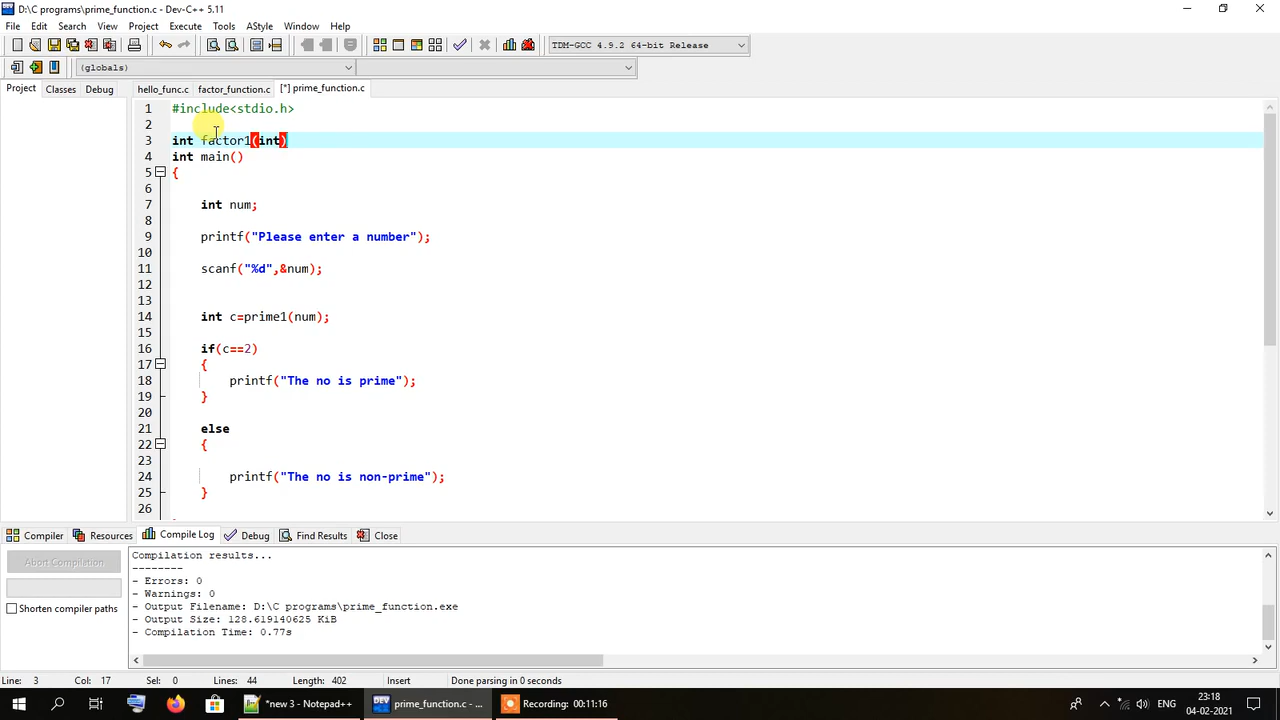 D:\C programs\prime_function.c - Dev-C++ 5.11
File Edit Search View Project Execute Tools AStyle Window Help
TDM-GCC 4.9.2 64-bit Release
(globals)
Project Classes Debug hello_func.c factor_function.c [*] prime_function.c
1 #include<stdio.h>
2
3 int factor1(int)
4 int main()
5 {
6
7 int num;
8
9 printf("Please enter a number");
10
11 scanf("%d",&num);
12
13
14 int c=prime1(num);
15
16 if(c==2)
17 {
18 printf("The no is prime");
19 }
20
21 else
22 {
23
24 printf("The no is non-prime");
25 }
26
Compiler Resources Compile Log Debug Find Results Close
Abort Compilation
Shorten compiler paths
Compilation results...
--------
- Errors: 0
- Warnings: 0
- Output Filename: D:\C programs\prime_function.exe
- Output Size: 128.619140625 KiB
- Compilation Time: 0.77s
Line: 3 Col: 17 Sel: 0 Lines: 44 Length: 402 Insert Done parsing in 0 seconds
*new 3 - Notepad++ DEV prime_function.c - ... Recording: 00:11:16 ENG 23:18
04-02-2021